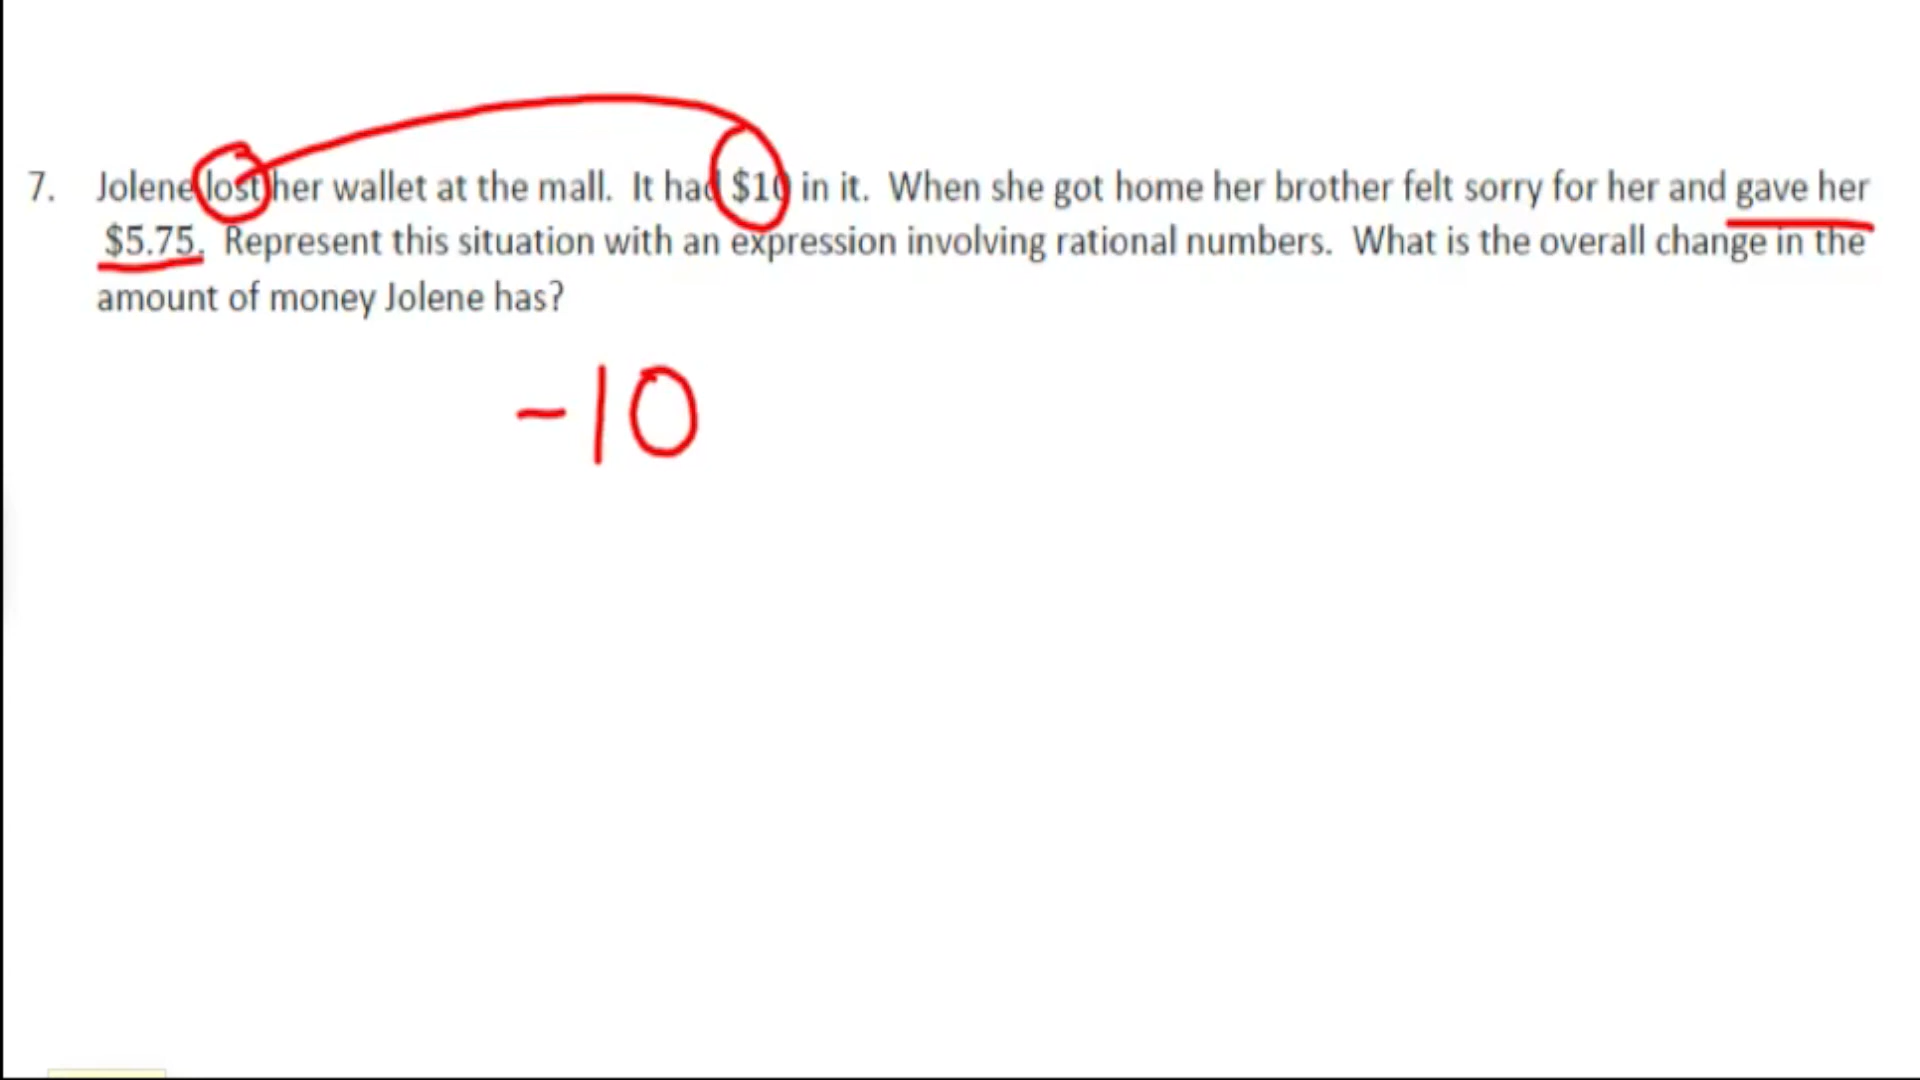 7. Jolene lost her wallet at the mall. It had $10 in it. When she got home her brother felt sorry for her and gave her
$5.75. Represent this situation with an expression involving rational numbers. What is the overall change in the
amount of money Jolene has?
-10